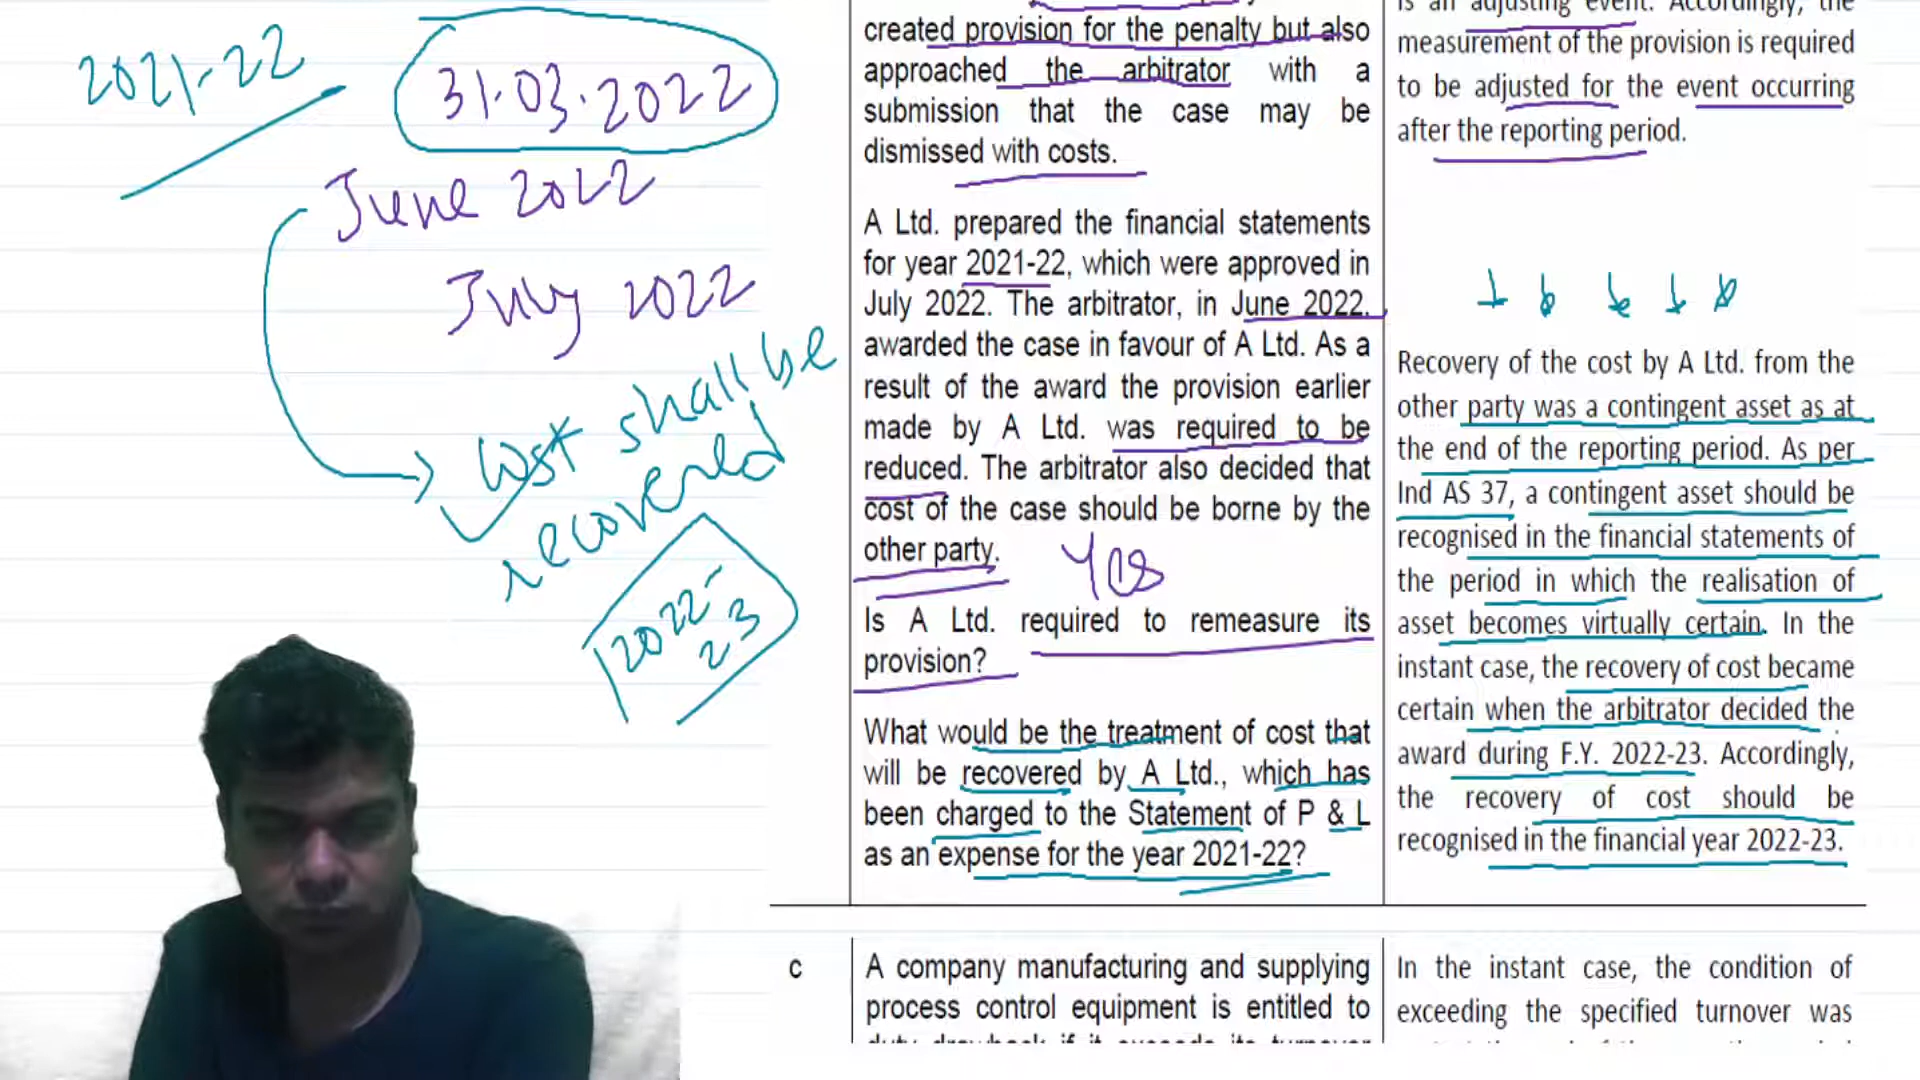 2021-22
31.03.2022
June 2022
July 2022
Cost shall be
recovered
2022-
23
created provision for the penalty but also
approached the arbitrator with a
submission that the case may be
dismissed with costs.
A Ltd. prepared the financial statements
for year 2021-22, which were approved in
July 2022. The arbitrator, in June 2022.
awarded the case in favour of A Ltd. As a
result of the award the provision earlier
made by A Ltd. was required to be
reduced. The arbitrator also decided that
cost of the case should be borne by the
other party.
Yes
Is A Ltd. required to remeasure its
provision?
What would be the treatment of cost that
will be recovered by A Ltd., which has
been charged to the Statement of P & L
as an expense for the year 2021-22?
is an adjusting event. Accordingly, the
measurement of the provision is required
to be adjusted for the event occurring
after the reporting period.
Recovery of the cost by A Ltd. from the
other party was a contingent asset as at
the end of the reporting period. As per
Ind AS 37, a contingent asset should be
recognised in the financial statements of
the period in which the realisation of
asset becomes virtually certain. In the
instant case, the recovery of cost became
certain when the arbitrator decided the
award during F.Y. 2022-23. Accordingly,
the recovery of cost should be
recognised in the financial year 2022-23.
c
A company manufacturing and supplying
process control equipment is entitled to
duty drawback if it exceeds its turnover
In the instant case, the condition of
exceeding the specified turnover was